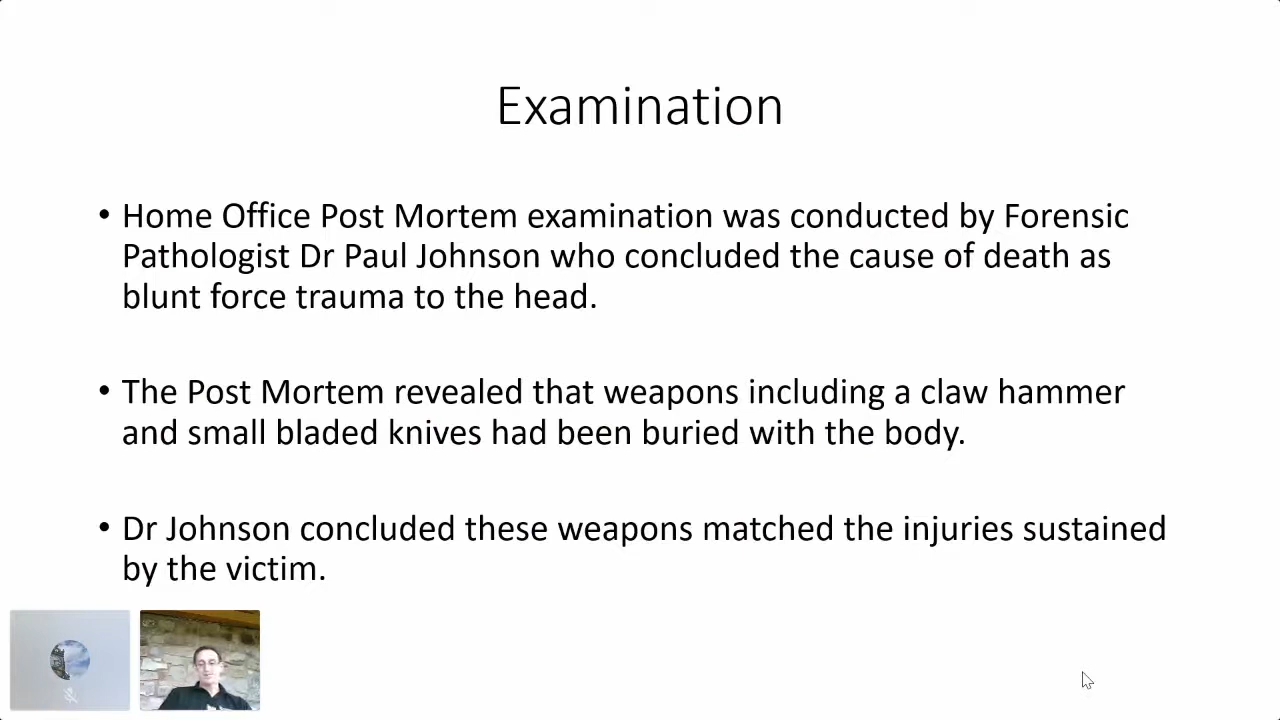 Examination
• Home Office Post Mortem examination was conducted by Forensic
Pathologist Dr Paul Johnson who concluded the cause of death as
blunt force trauma to the head.
• The Post Mortem revealed that weapons including a claw hammer
and small bladed knives had been buried with the body.
• Dr Johnson concluded these weapons matched the injuries sustained
by the victim.